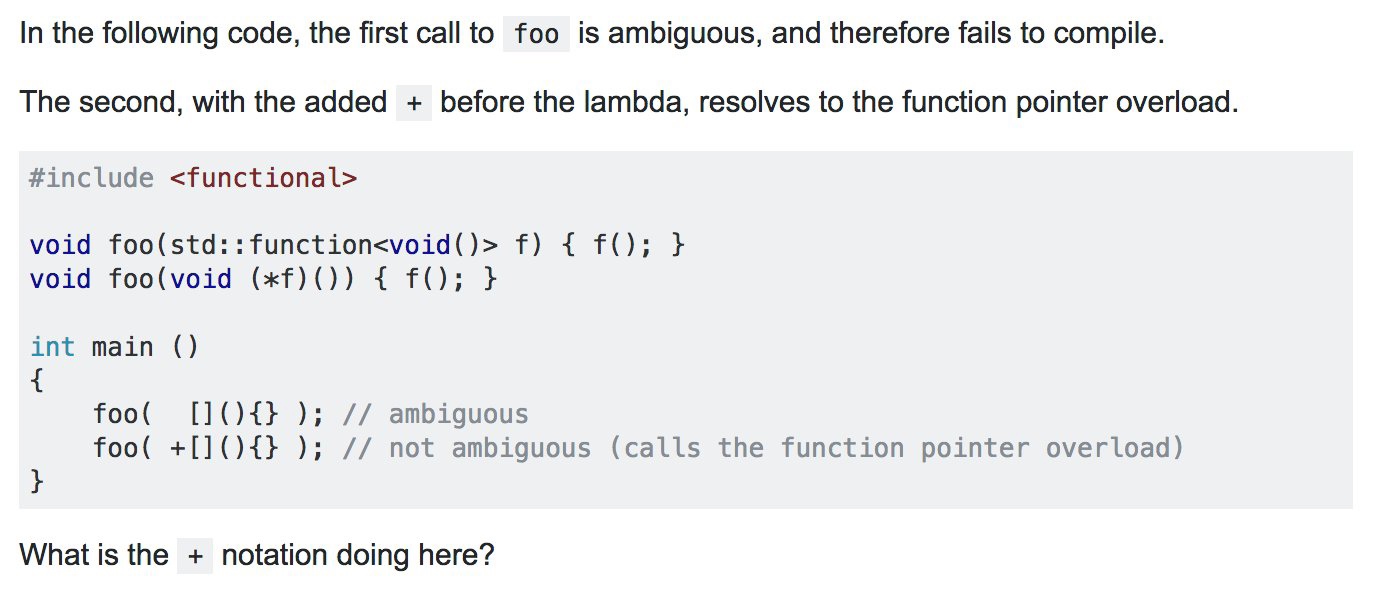 In the following code, the first call to foo is ambiguous, and therefore fails to compile.
The second, with the added + before the lambda, resolves to the function pointer overload.
#include <functional>
void foo(std::function<void()> f) { f(); }
void foo(void (*f)()) { f(); }
int main ()
{
    foo(  [](){} ); // ambiguous
    foo( +[](){} ); // not ambiguous (calls the function pointer overload)
}
What is the + notation doing here?